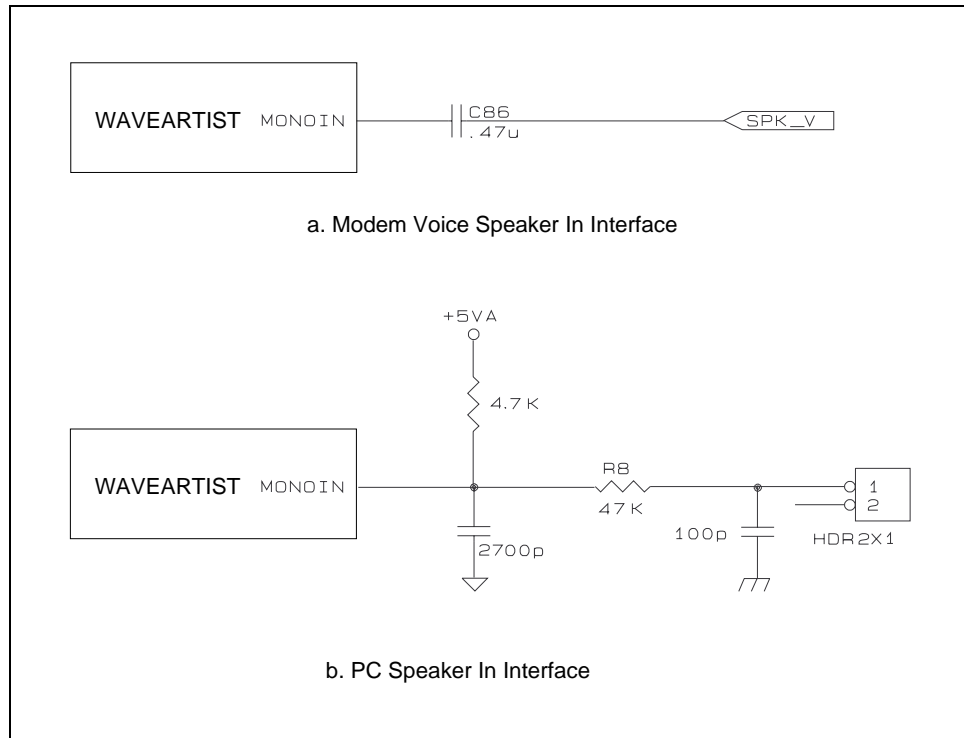 WAVEARTIST MONOIN
C86
.47u
SPK_V
a. Modem Voice Speaker In Interface
+5VA
4.7K
WAVEARTIST MONOIN
R8
47K
1
2
2700p
100p
HDR2X1
b. PC Speaker In Interface